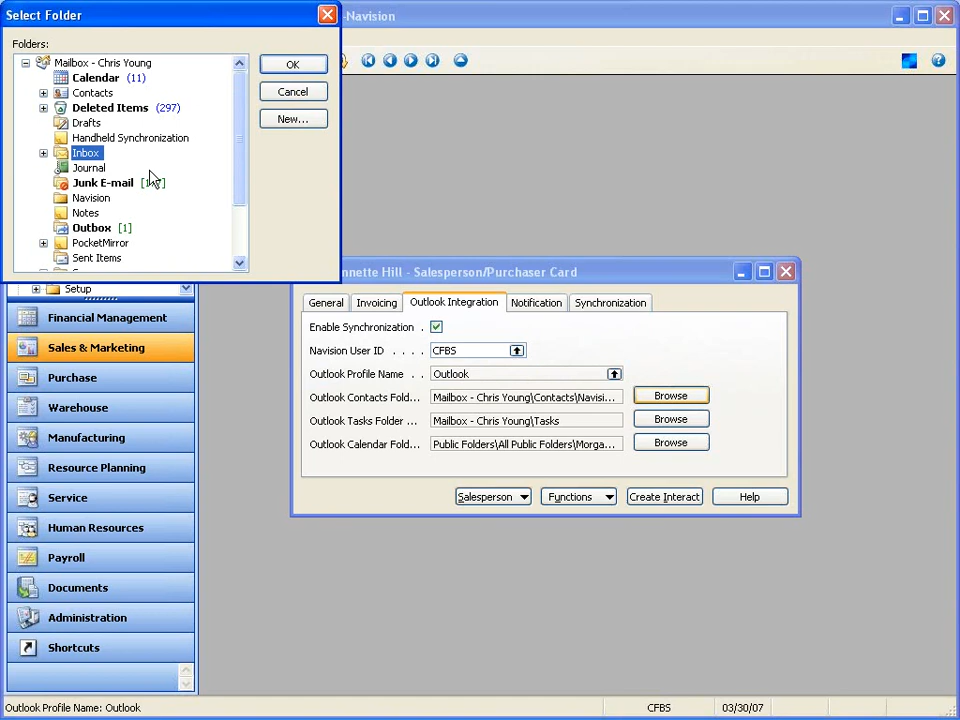 Select Folder
-Navision
Folders:
Mailbox - Chris Young
Calendar (11)
Contacts
Deleted Items (297)
Drafts
Handheld Synchronization
Inbox
Journal
Junk E-mail
Navision
Notes
Outbox [1]
PocketMirror
Sent Items
OK
Cancel
New...
Setup
Financial Management
Sales & Marketing
Purchase
Warehouse
Manufacturing
Resource Planning
Service
Human Resources
Payroll
Documents
Administration
Shortcuts
nnette Hill - Salesperson/Purchaser Card
General Invoicing Outlook Integration Notification Synchronization
Enable Synchronization .
Navision User ID . . . . CFBS
Outlook Profile Name . . Outlook
Outlook Contacts Fold... Mailbox - Chris Young\Contacts\Navisi... Browse
Outlook Tasks Folder ... Mailbox - Chris Young\Tasks Browse
Outlook Calendar Fold... Public Folders\All Public Folders\Morga... Browse
Salesperson Functions Create Interact Help
Outlook Profile Name: Outlook CFBS 03/30/07